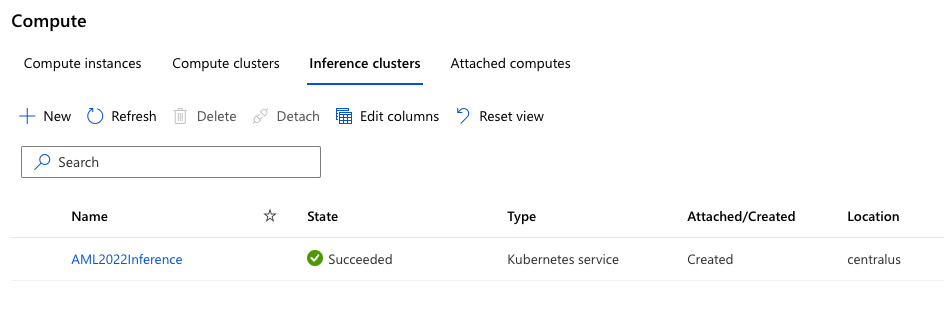 Compute
Compute instances Compute clusters Inference clusters Attached computes
New Refresh Delete Detach Edit columns Reset view
Search
Name State Type Attached/Created Location
AML2022Inference Succeeded Kubernetes service Created centralus